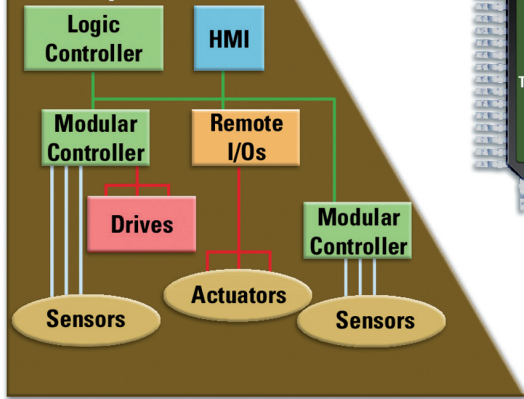 Logic
Controller
HMI
Modular
Controller
Remote
I/Os
Drives
Modular
Controller
Actuators
Sensors
Sensors